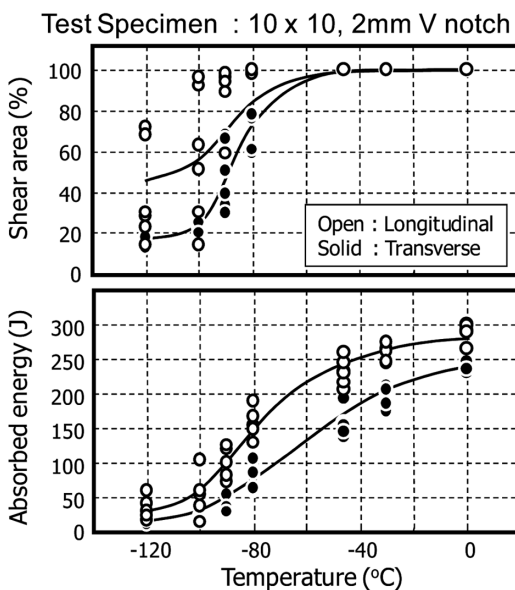 Test Specimen : 10 x 10, 2mm V notch
Shear area (%)
100
80
60
40
20
0
Open : Longitudinal
Solid : Transverse
Absorbed energy (J)
300
250
200
150
100
50
0
-120
-80
-40
0
Temperature (ºC)